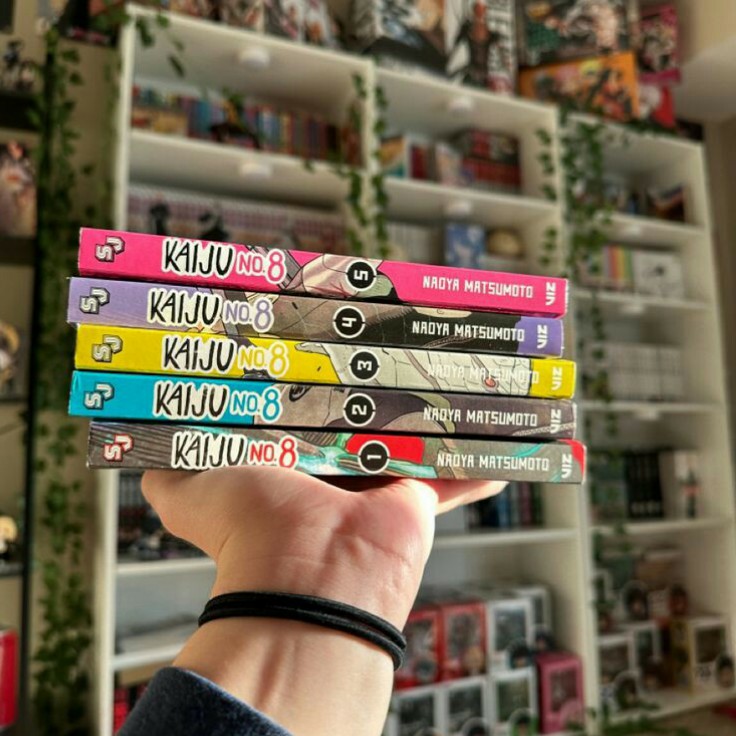 SJ KAIJU NO.8 5 NAOYA MATSUMOTO VIZ
SJ KAIJU NO.8 4 NAOYA MATSUMOTO VIZ
SJ KAIJU NO.8 3 NAOYA MATSUMOTO VIZ
SJ KAIJU NO.8 2 NAOYA MATSUMOTO VIZ
SJ KAIJU NO.8 1 NAOYA MATSUMOTO VIZ